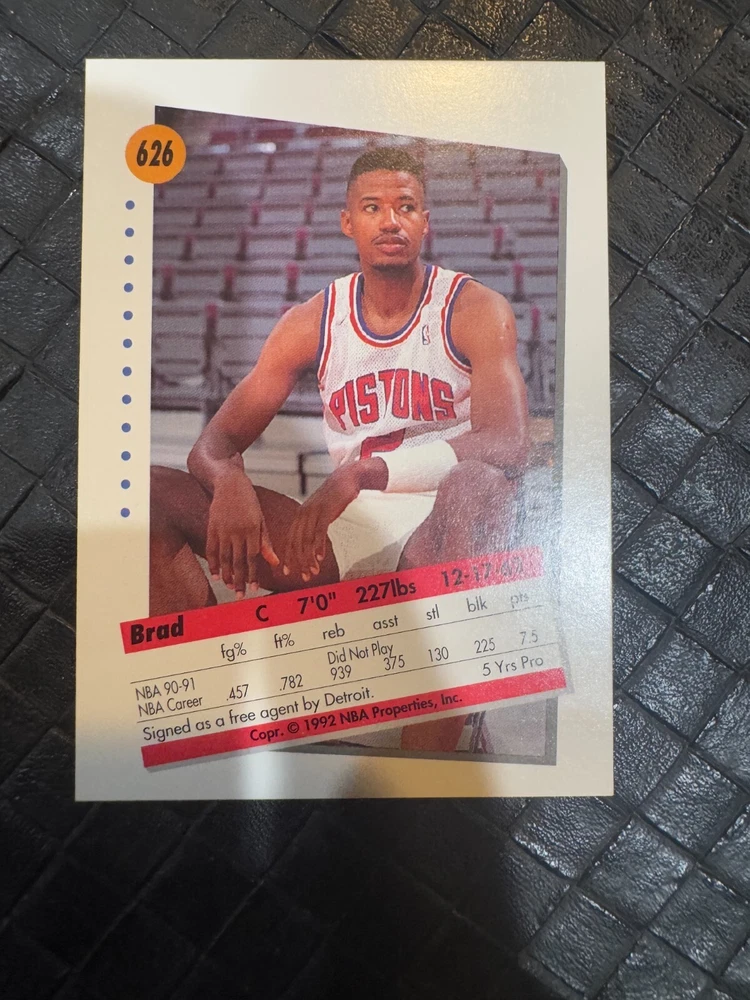 626
PISTONS
Brad C 7'0" 227lbs 12-17-
fg% ft% reb asst stl blk pts
NBA 90-91 Did Not Play
NBA Career .457 .782 939 375 130 225 7.5
Signed as a free agent by Detroit. 5 Yrs Pro
Copr. © 1992 NBA Properties, Inc.